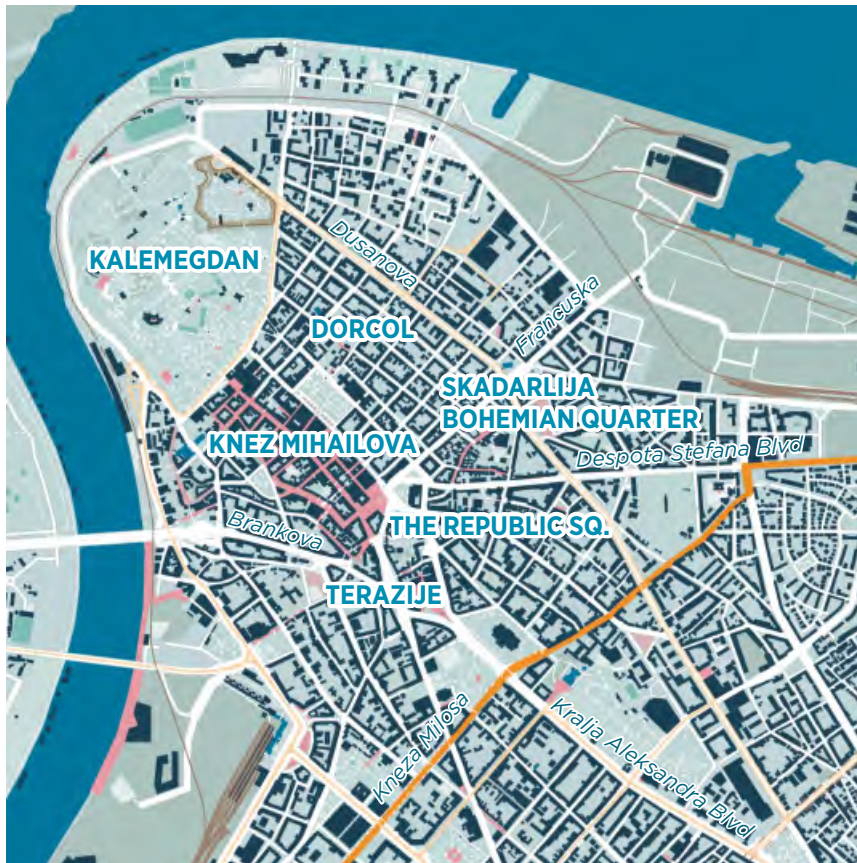 Dusanova
KALEMEGDAN
Francuska
DORCOL
SKADARLIJA
BOHEMIAN QUARTER
KNEZ MIHAILOVA
Despota Stefana Blvd
Brankova
THE REPUBLIC SQ.
TERAZIJE
Kneza Milosa
Kralja Aleksandra Blvd